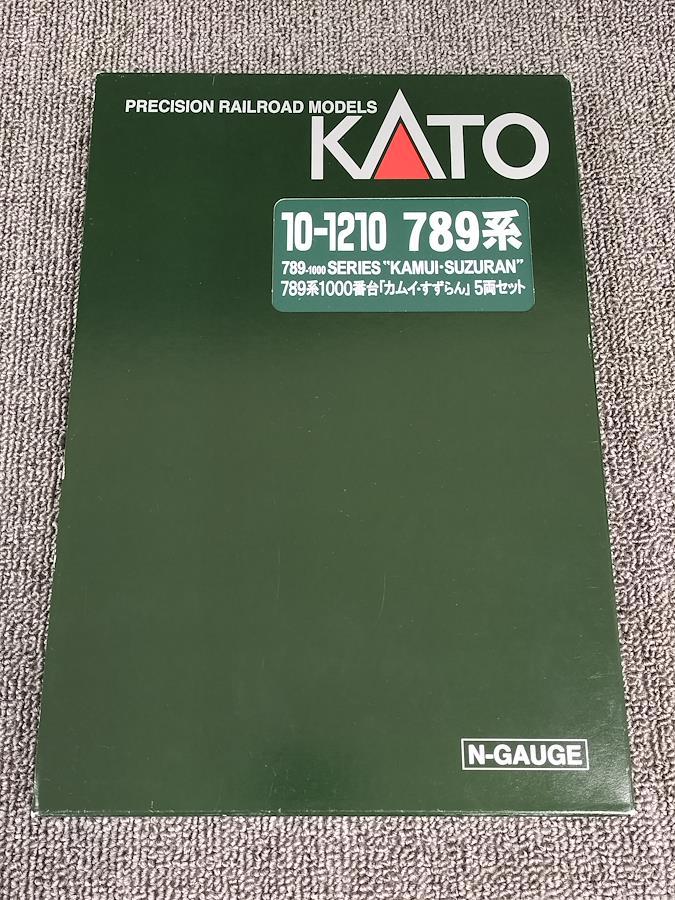 PRECISION RAILROAD MODELS
KATO
10-1210 789系
789-1000 SERIES "KAMUI·SUZURAN"
789系1000番台「カムイ・すずらん」 5両セット
N-GAUGE